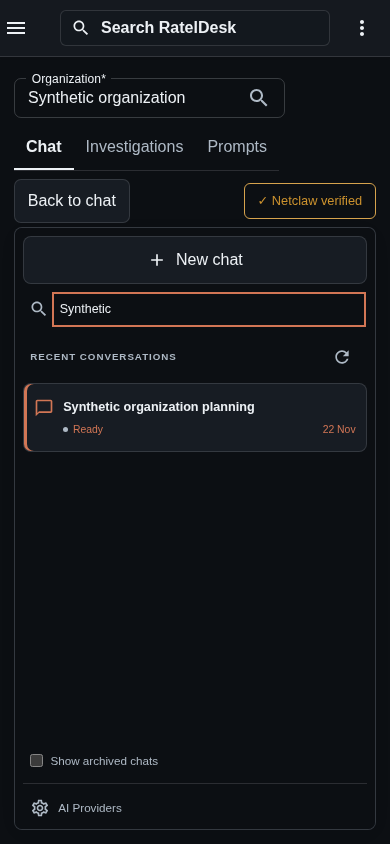 Search RatelDesk
Organization*
Synthetic organization
Chat Investigations Prompts
Back to chat
✓ Netclaw verified
+ New chat
Synthetic
RECENT CONVERSATIONS
Synthetic organization planning
Ready 22 Nov
Show archived chats
AI Providers